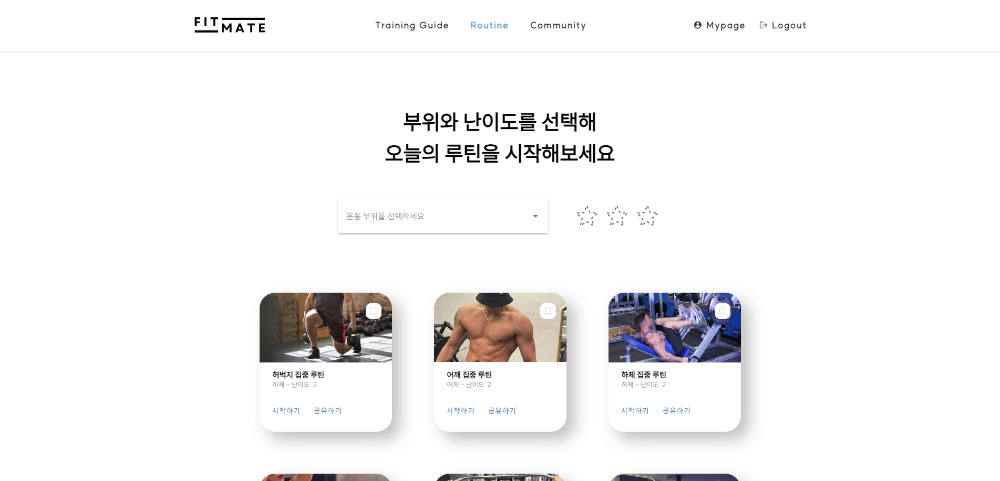 FIT MATE
Training Guide
Routine
Community
Mypage
Logout
부위와 난이도를 선택해
오늘의 루틴을 시작해보세요
운동 부위를 선택하세요
LEGEND
허벅지 집중 루틴
하체 - 난이도: 2
시작하기 공유하기
어깨 집중 루틴
어깨 - 난이도: 2
시작하기 공유하기
하체 집중 루틴
하체 - 난이도: 2
시작하기 공유하기